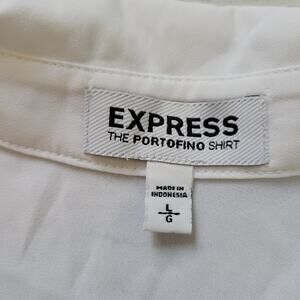 EXPRESS
THE PORTOFINO SHIRT
MADE IN
INDONESIA
L
G